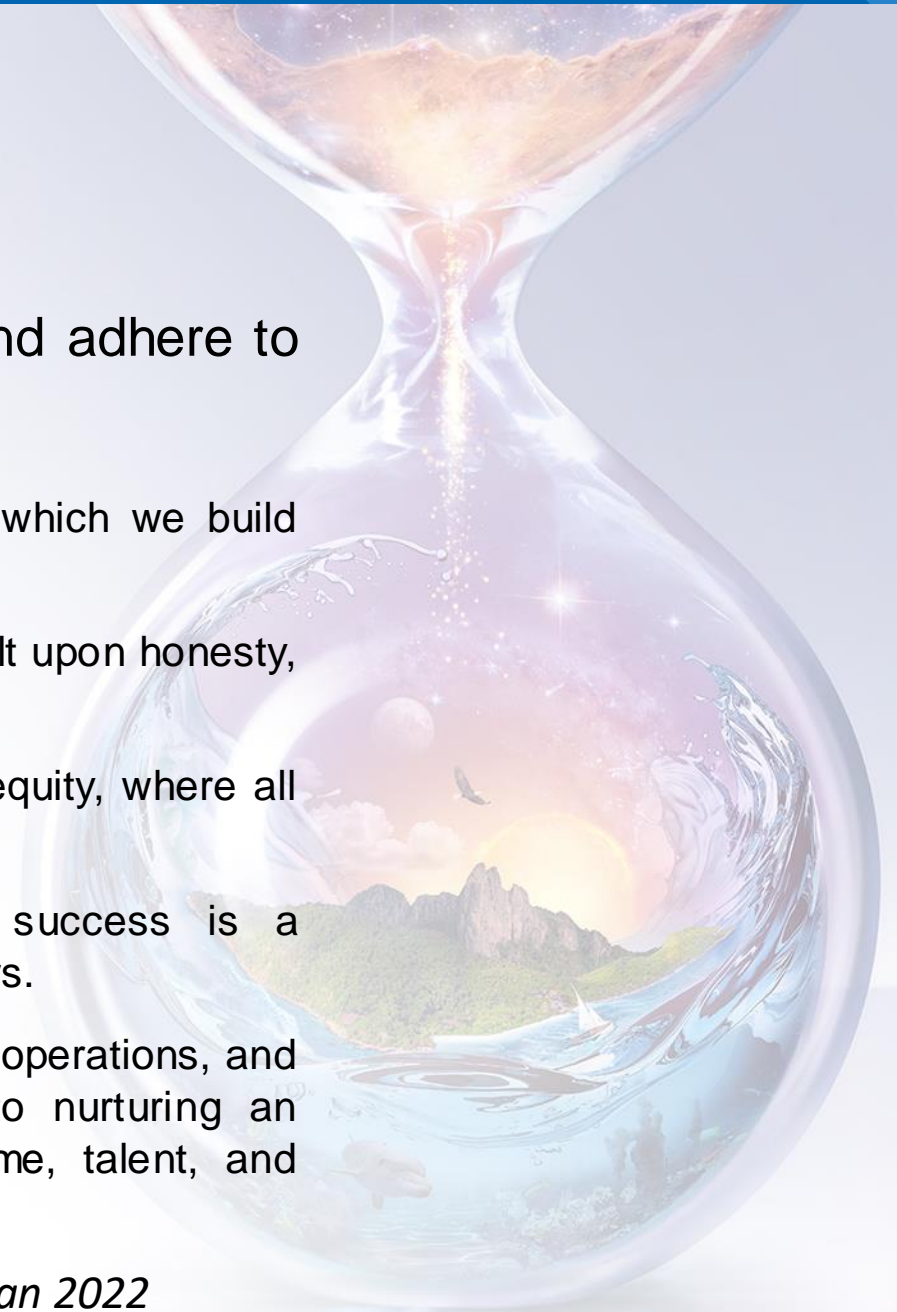 nd adhere to
which we build
lt upon honesty,
equity, where all
success is a
s.
operations, and
o nurturing an
me, talent, and
an 2022